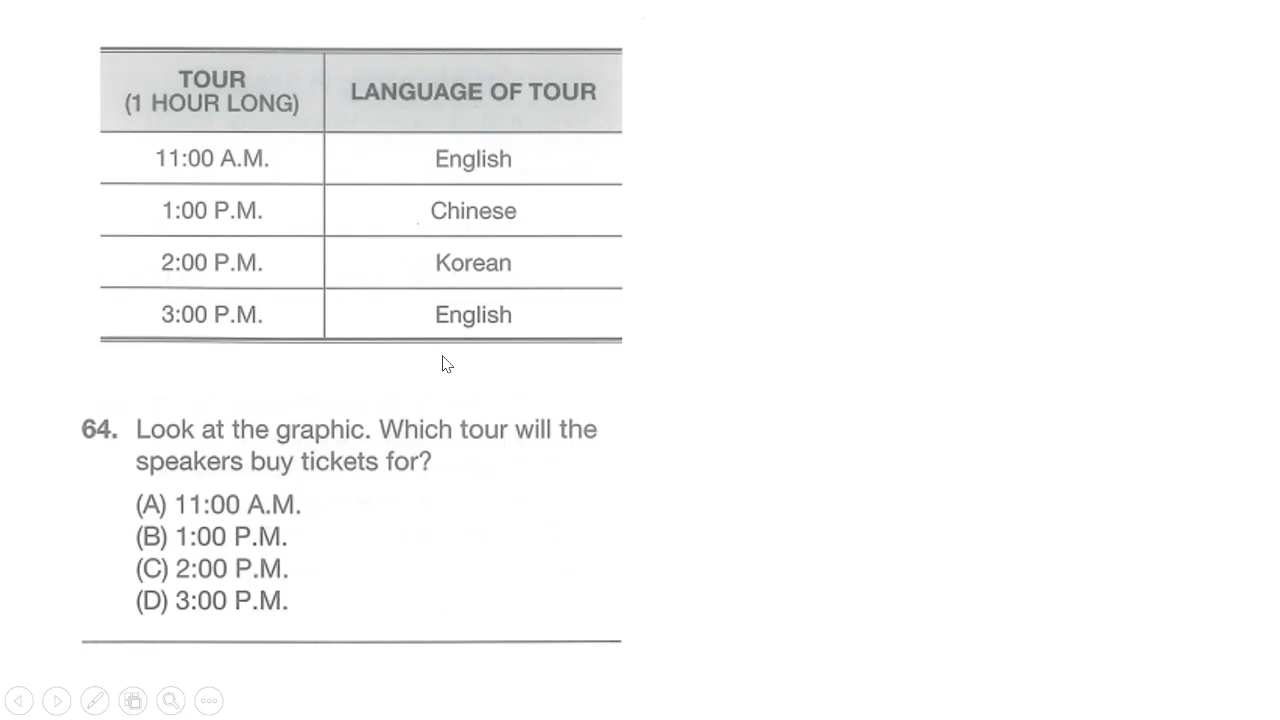 TOUR
(1 HOUR LONG)
LANGUAGE OF TOUR
11:00 A.M. English
1:00 P.M. Chinese
2:00 P.M. Korean
3:00 P.M. English
64. Look at the graphic. Which tour will the
speakers buy tickets for?
(A) 11:00 A.M.
(B) 1:00 P.M.
(C) 2:00 P.M.
(D) 3:00 P.M.